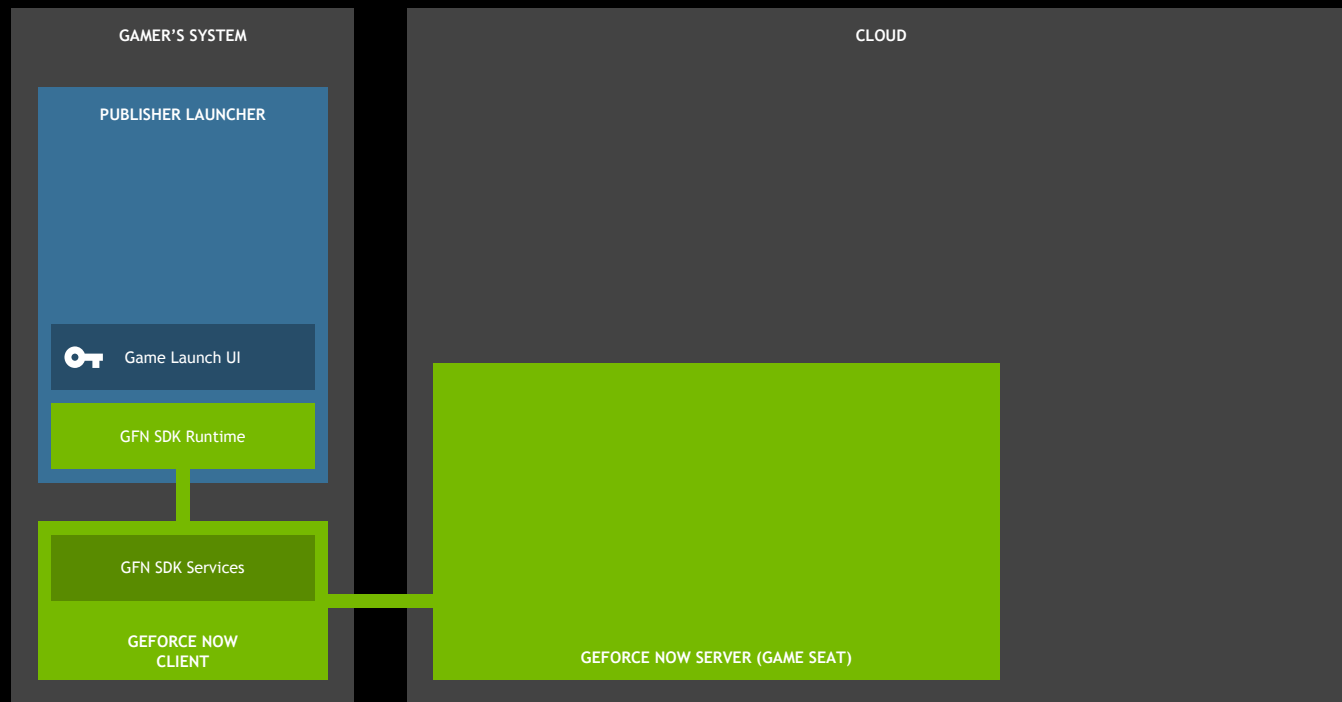 GAMER'S SYSTEM
CLOUD
PUBLISHER LAUNCHER
Game Launch UI
GFN SDK Runtime
GFN SDK Services
GEFORCE NOW
CLIENT
GEFORCE NOW SERVER (GAME SEAT)